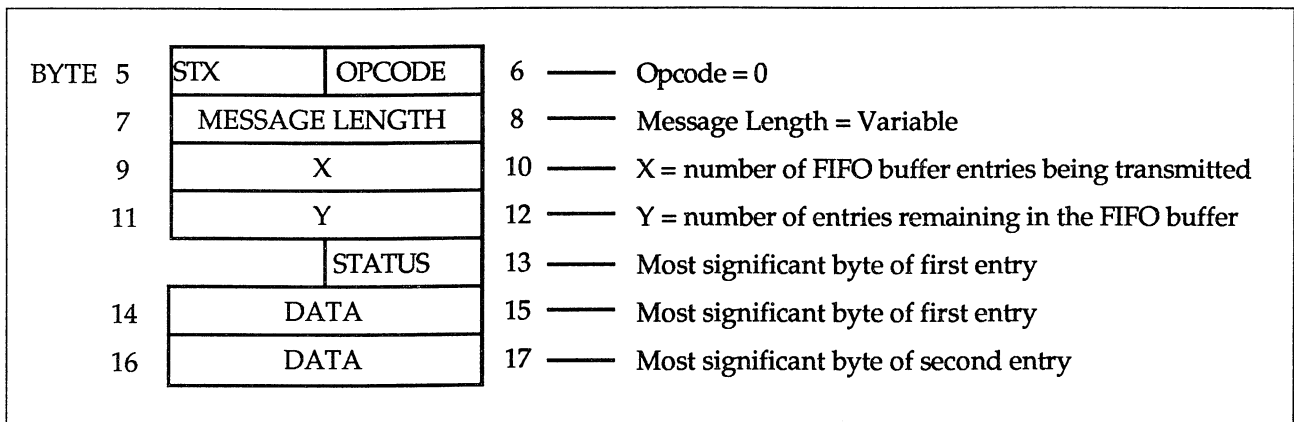 BYTE 5 STX OPCODE 6 Opcode = 0
7 MESSAGE LENGTH 8 Message Length = Variable
9 X 10 X = number of FIFO buffer entries being transmitted
11 Y 12 Y = number of entries remaining in the FIFO buffer
STATUS 13 Most significant byte of first entry
14 DATA 15 Most significant byte of first entry
16 DATA 17 Most significant byte of second entry